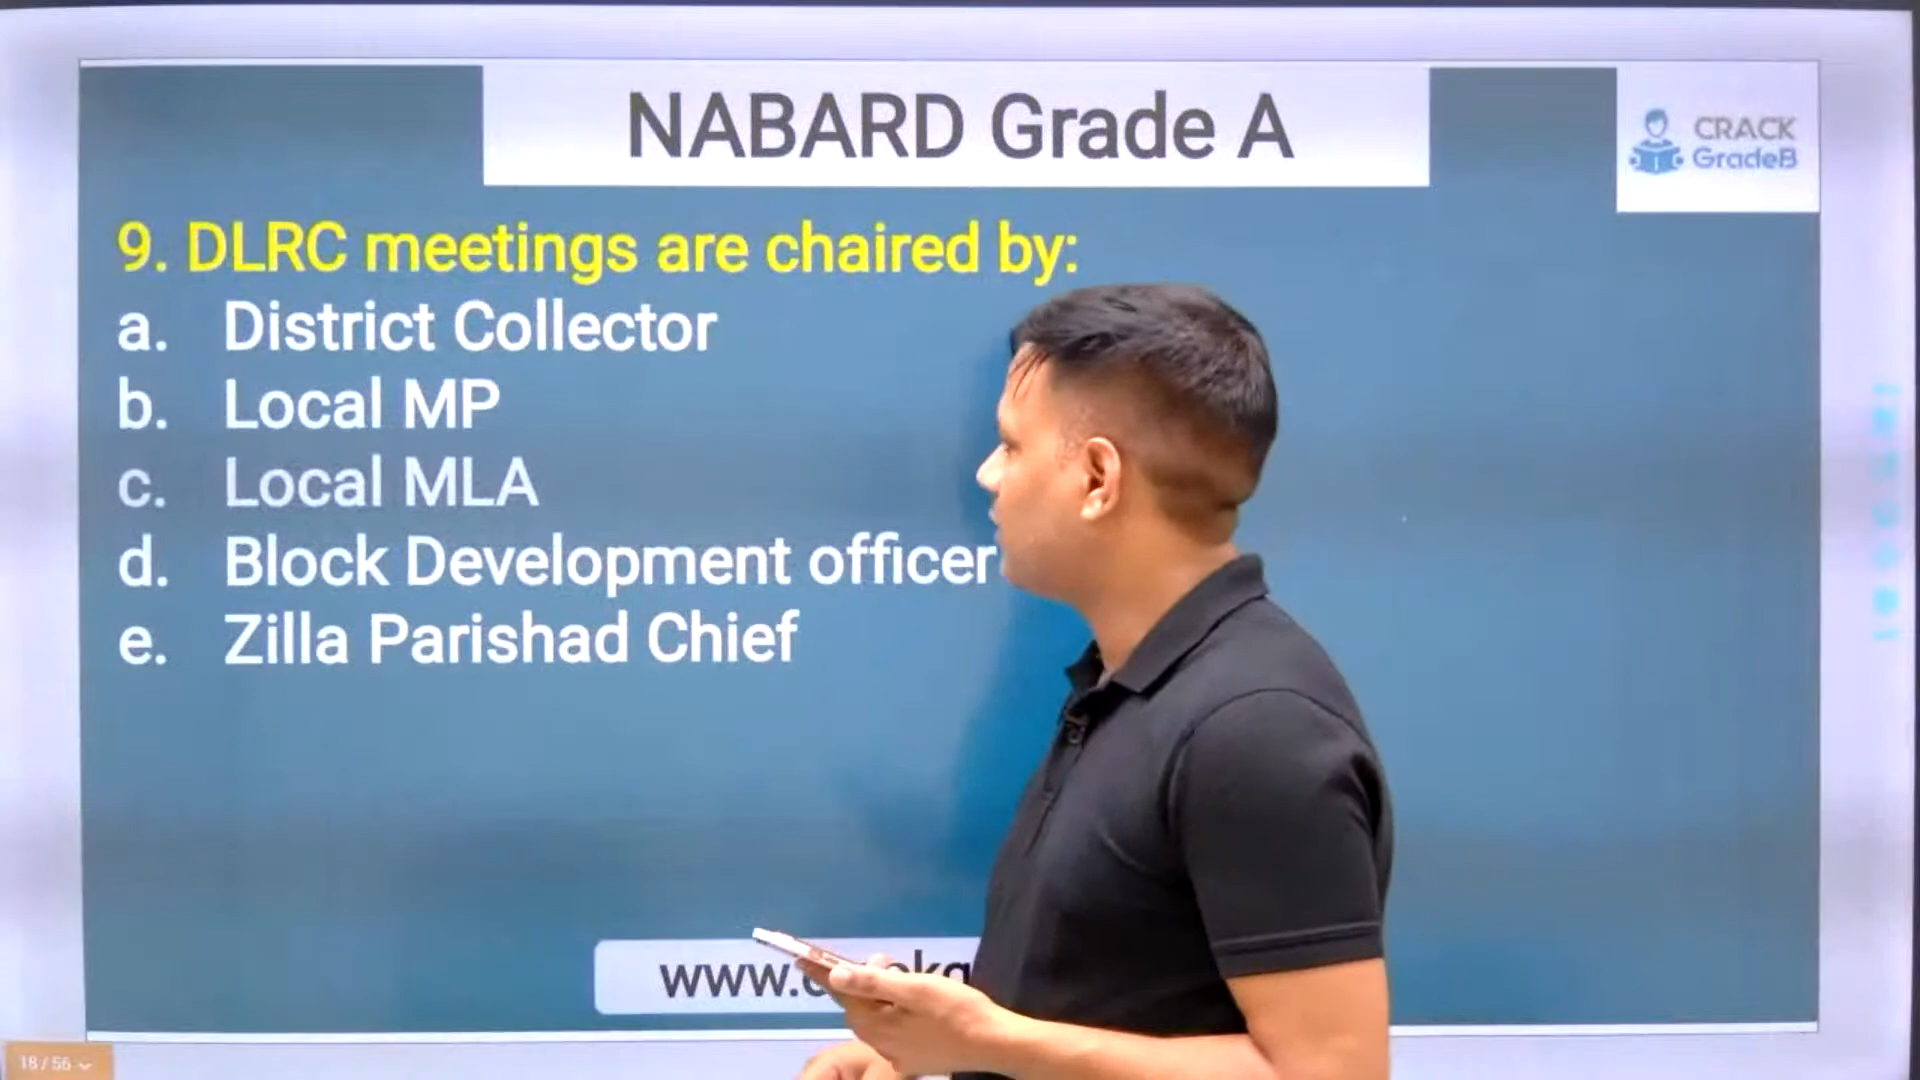 NABARD Grade A
CRACK
GradeB
9. DLRC meetings are chaired by:
a. District Collector
b. Local MP
c. Local MLA
d. Block Development officer
e. Zilla Parishad Chief
18 / 56